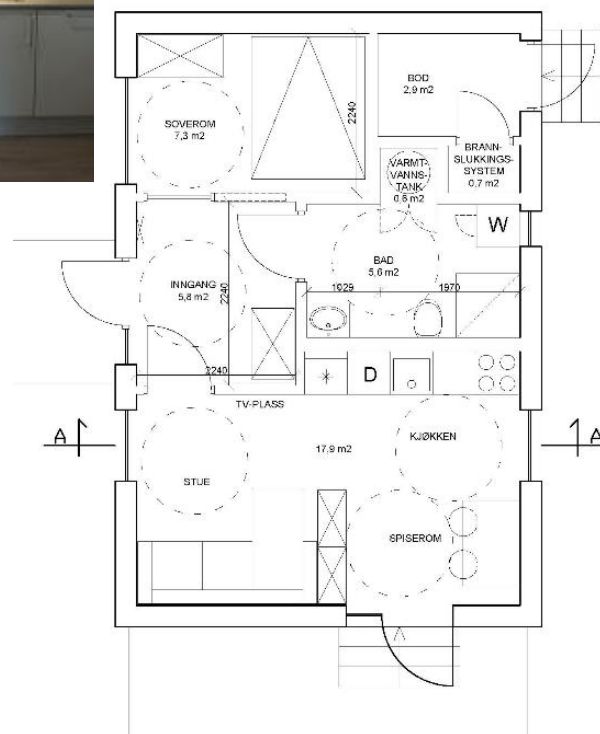 BOD
2,9 m2
SOVEROM
7,3 m2
2240
BRANN-
SLUKKINGS-
SYSTEM
0,7 m2
VARMT-
VANNS-
TANK
0,6 m2
W
BAD
5,6 m2
INNGANG
5,8 m2
2240
1029
1970
2240
D
TV-PLASS
A
A
KJØKKEN
17,9 m2
STUE
SPISEROM